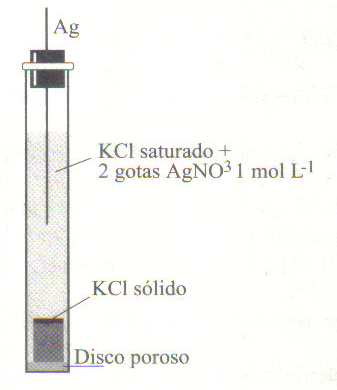 Ag
KCl saturado +
2 gotas AgNO³ 1 mol L⁻¹
KCl sólido
Disco poroso